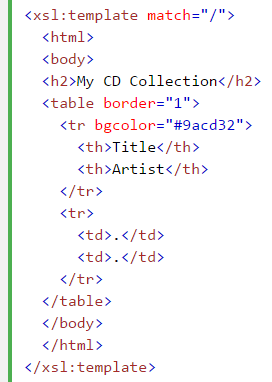 <xsl:template match="/">
  <html>
  <body>
  <h2>My CD Collection</h2>
  <table border="1">
    <tr bgcolor="#9acd32">
      <th>Title</th>
      <th>Artist</th>
    </tr>
    <tr>
      <td>.</td>
      <td>.</td>
    </tr>
  </table>
  </body>
  </html>
</xsl:template>